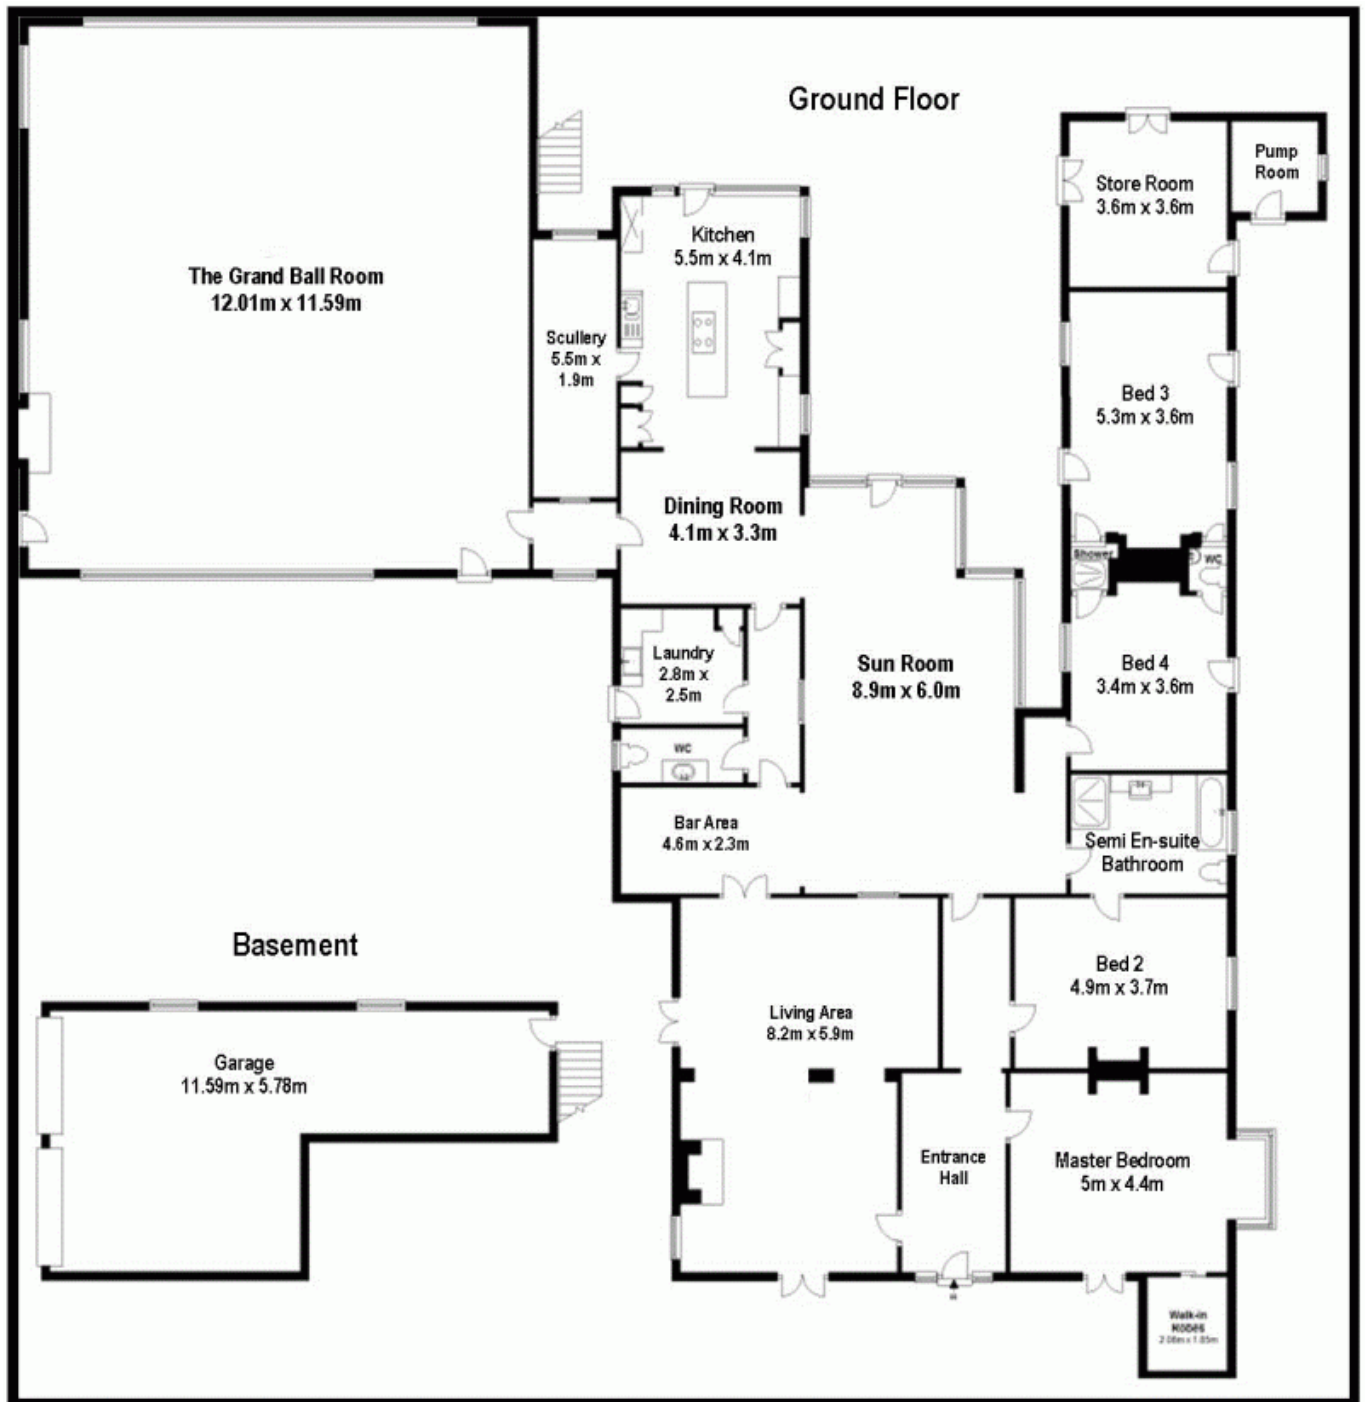 Ground Floor
Pump
Room
Store Room
3.6m x 3.6m
Kitchen
5.5m x 4.1m
The Grand Ball Room
12.01m x 11.59m
Scullery
5.5m x
1.9m
Bed 3
5.3m x 3.6m
Dining Room
4.1m x 3.3m
Shower
WC
Laundry
2.8m x
2.5m
Sun Room
8.9m x 6.0m
Bed 4
3.4m x 3.6m
WC
Bar Area
4.6m x 2.3m
Semi En-suite
Bathroom
Basement
Bed 2
4.9m x 3.7m
Living Area
8.2m x 5.9m
Garage
11.59m x 5.78m
Entrance
Hall
Master Bedroom
5m x 4.4m
Walk-in
Robes